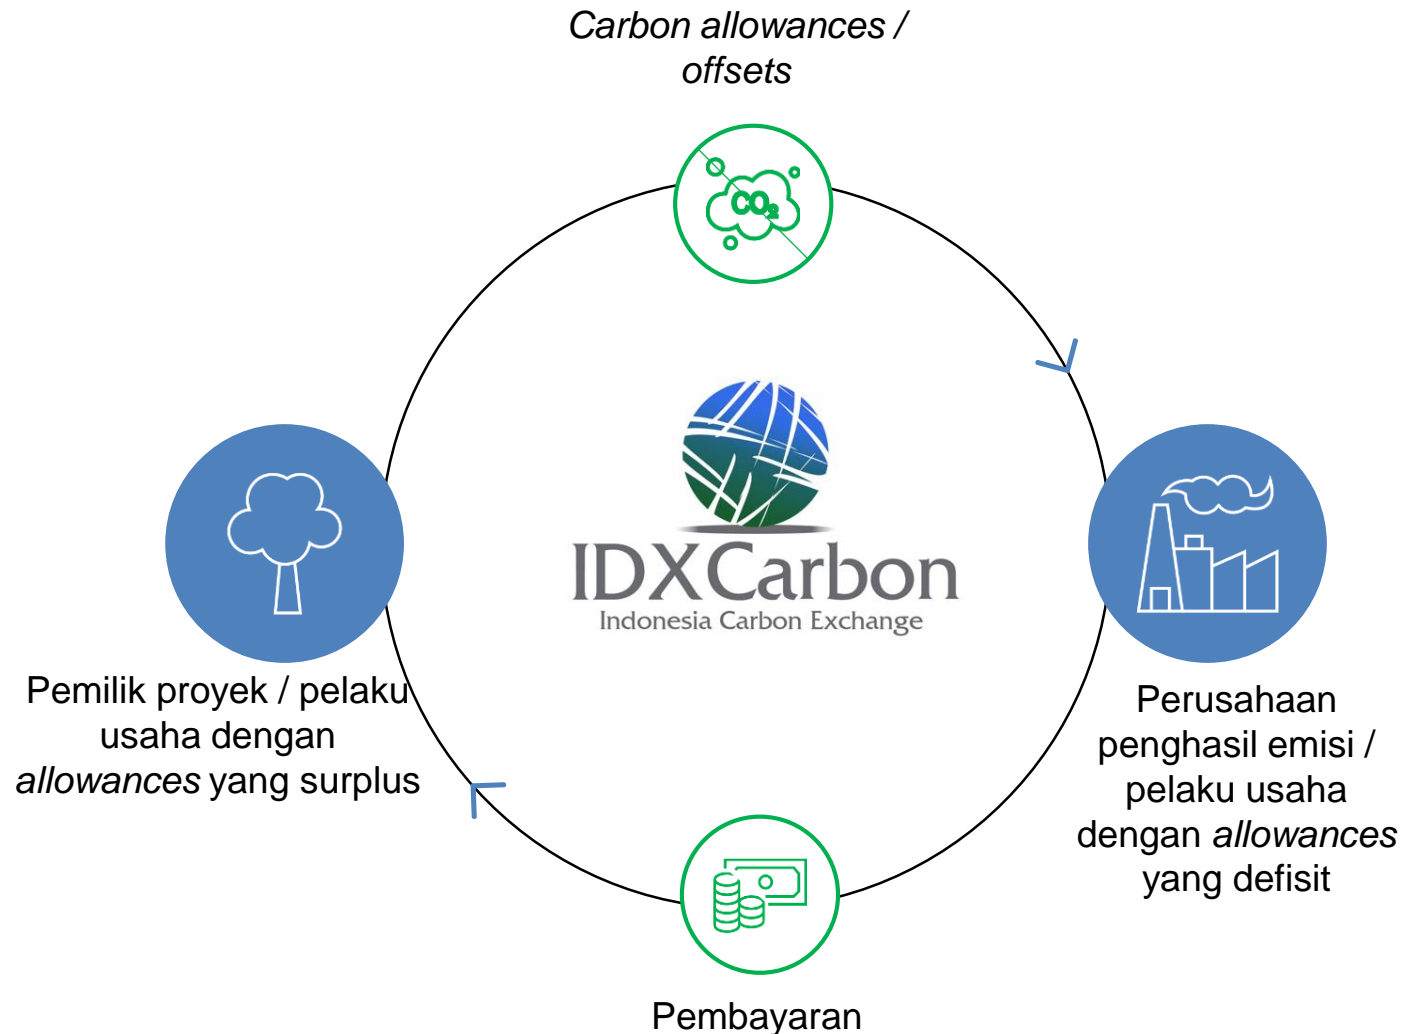 Carbon allowances /
offsets
CO₂
IDXCarbon
Indonesia Carbon Exchange
Pemilik proyek / pelaku
usaha dengan
allowances yang surplus
Perusahaan
penghasil emisi /
pelaku usaha
dengan allowances
yang defisit
Pembayaran